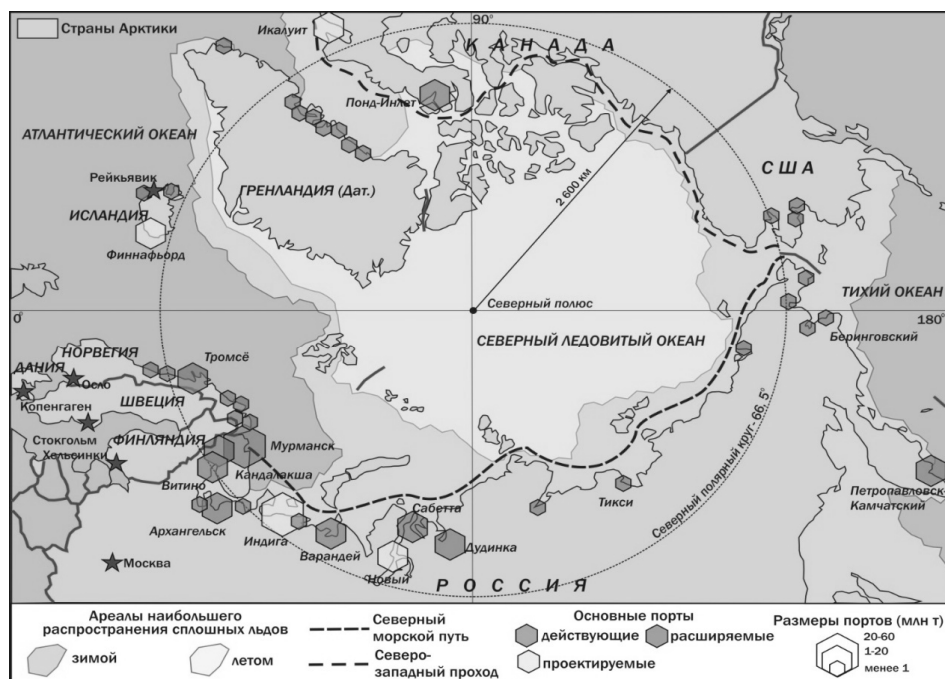 Страны Арктики
Икалуит
90°
КАНАДА
Понд-Инлат
АТЛАНТИЧЕСКИЙ ОКЕАН
2 600 км
США
Рейкьявик
ГРЕНЛАНДИЯ (Дат.)
ИСЛАНДИЯ
Финнафьорд
ТИХИЙ ОКЕАН
Северный полюс
0°
180°
СЕВЕРНЫЙ ЛЕДОВИТЫЙ ОКЕАН
Беринговский
НОРВЕГИЯ
Тромсё
ДАНИЯ
Осло
Копенгаген
ШВЕЦИЯ
Стокгольм
ФИНЛЯНДИЯ
Хельсинки
Мурманск
Кандалакша
Витино
Северный полярный круг- 66, 5°
Петропавловск-
Камчатский
Тикси
Сабетта
Архангельск
Индига
Варандей
Дудинка
Москва
"Новый"
РОССИЯ
Ареалы наибольшего
распространения сплошных льдов
зимой
летом
Северный
морской путь
Северо-
западный проход
Основные порты
действующие
расширяемые
проектируемые
Размеры портов (млн т)
20-60
1-20
менее 1